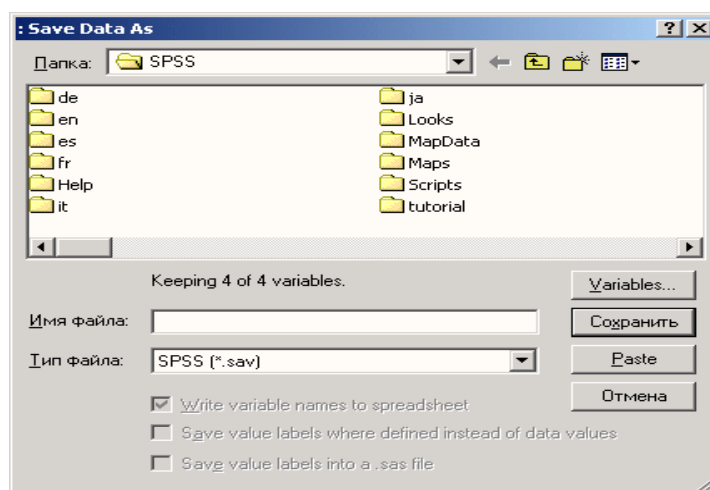 : Save Data As
Папка: SPSS
de
en
es
fr
Help
it
ja
Looks
MapData
Maps
Scripts
tutorial
Keeping 4 of 4 variables.
Variables...
Имя файла:
Сохранить
Тип файла: SPSS (*.sav)
Paste
Write variable names to spreadsheet
Отмена
Save value labels where defined instead of data values
Save value labels into a .sas file